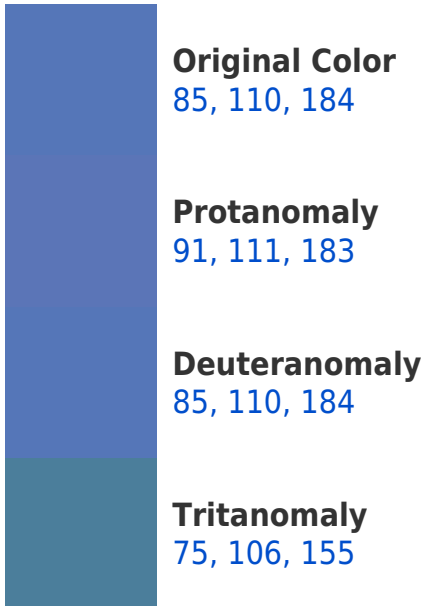 Original Color
85, 110, 184
Protanomaly
91, 111, 183
Deuteranomaly
85, 110, 184
Tritanomaly
75, 106, 155